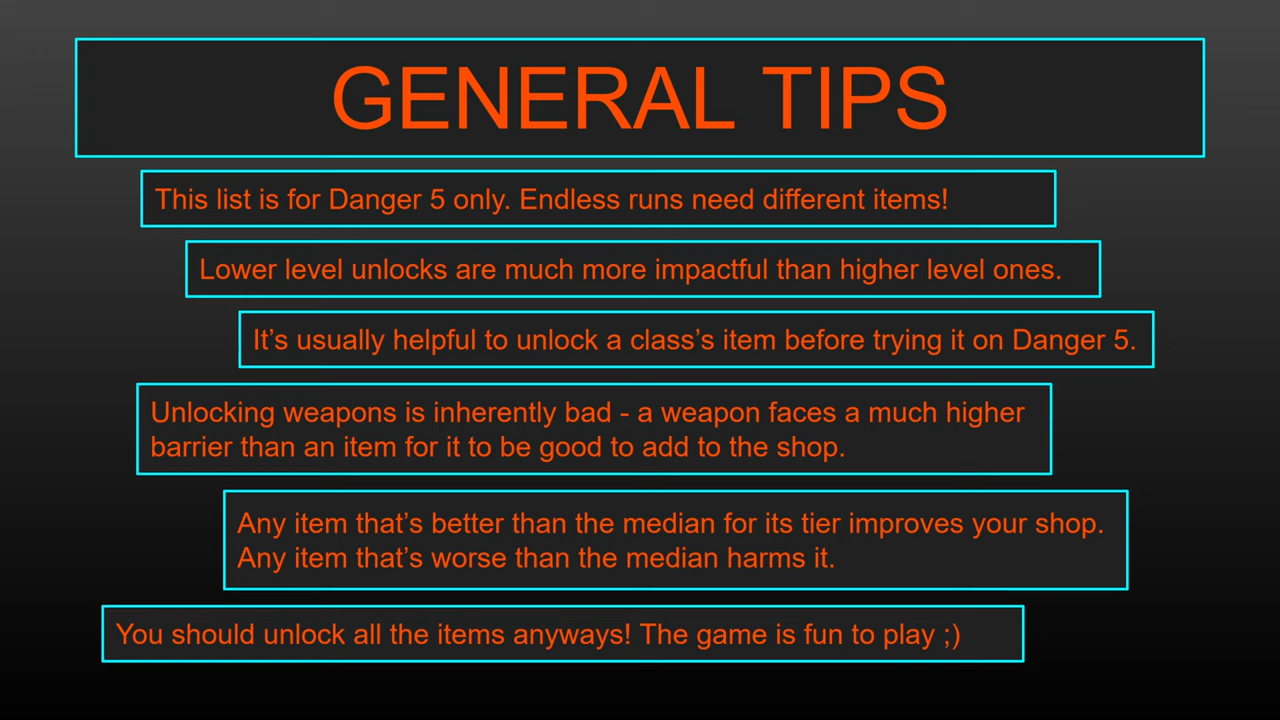 GENERAL TIPS
This list is for Danger 5 only. Endless runs need different items!
Lower level unlocks are much more impactful than higher level ones.
It’s usually helpful to unlock a class’s item before trying it on Danger 5.
Unlocking weapons is inherently bad - a weapon faces a much higher
barrier than an item for it to be good to add to the shop.
Any item that’s better than the median for its tier improves your shop.
Any item that’s worse than the median harms it.
You should unlock all the items anyways! The game is fun to play ;)